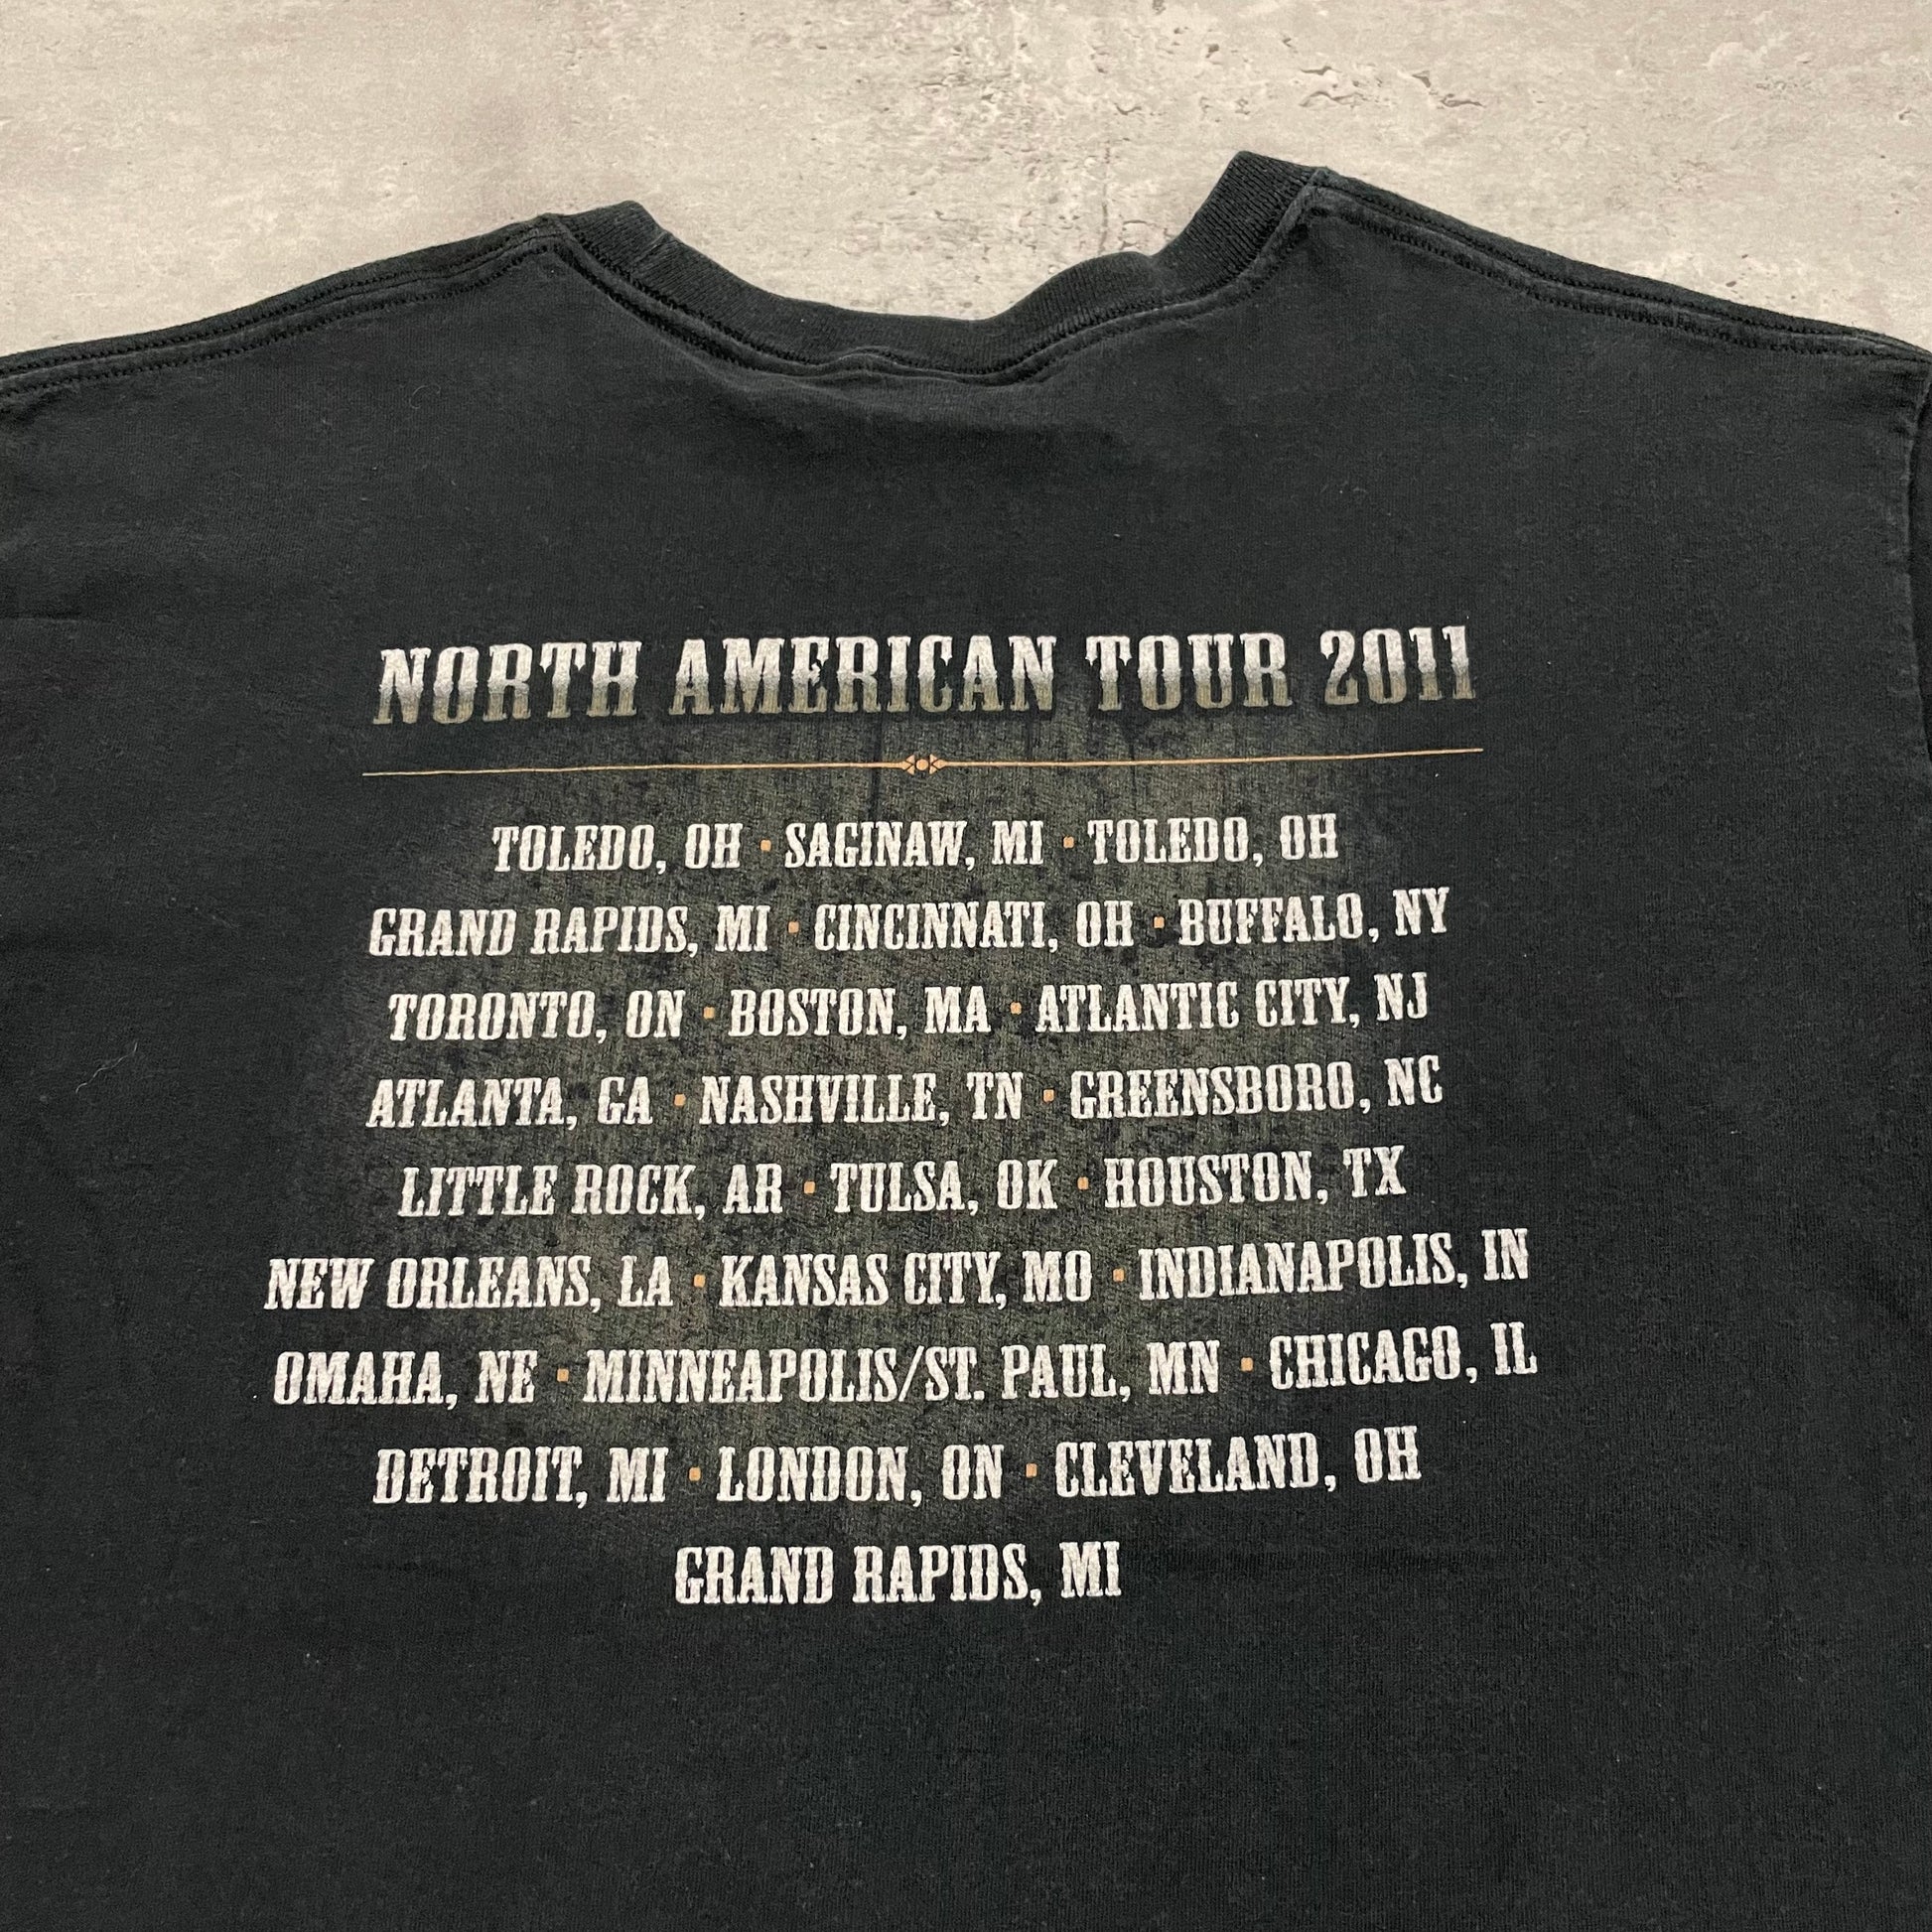 NORTH AMERICAN TOUR 2011
TOLEDO, OH · SAGINAW, MI · TOLEDO, OH
GRAND RAPIDS, MI · CINCINNATI, OH · BUFFALO, NY
TORONTO, ON · BOSTON, MA · ATLANTIC CITY, NJ
ATLANTA, GA · NASHVILLE, TN · GREENSBORO, NC
LITTLE ROCK, AR · TULSA, OK · HOUSTON, TX
NEW ORLEANS, LA · KANSAS CITY, MO · INDIANAPOLIS, IN
OMAHA, NE · MINNEAPOLIS/ST. PAUL, MN · CHICAGO, IL
DETROIT, MI · LONDON, ON · CLEVELAND, OH
GRAND RAPIDS, MI